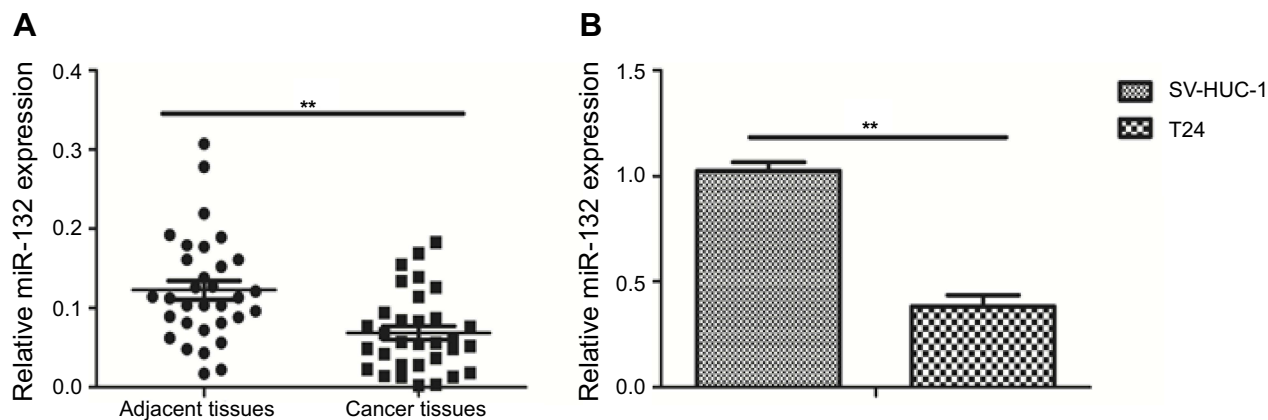 A
Relative miR-132 expression
0.4
0.3
0.2
0.1
0.0
**
Adjacent tissues
Cancer tissues
B
Relative miR-132 expression
1.5
1.0
0.5
0.0
**
SV-HUC-1
T24